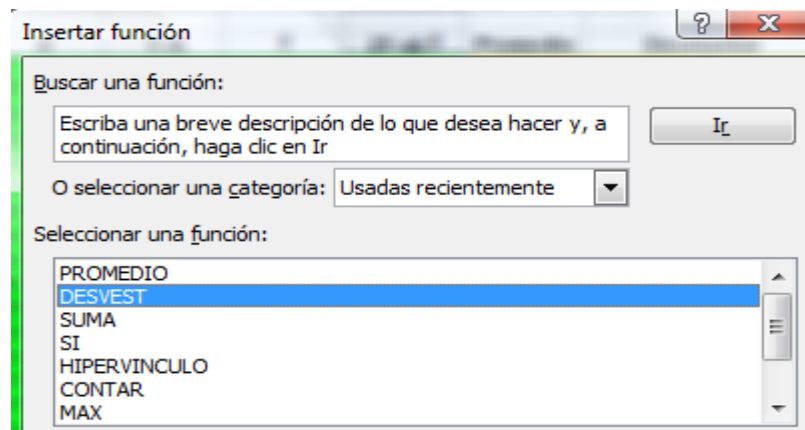 Insertar función
Buscar una función:
Escriba una breve descripción de lo que desea hacer y, a
continuación, haga clic en Ir
Ir
O seleccionar una categoría: Usadas recientemente
Seleccionar una función:
PROMEDIO
DESVEST
SUMA
SI
HIPERVINCULO
CONTAR
MAX